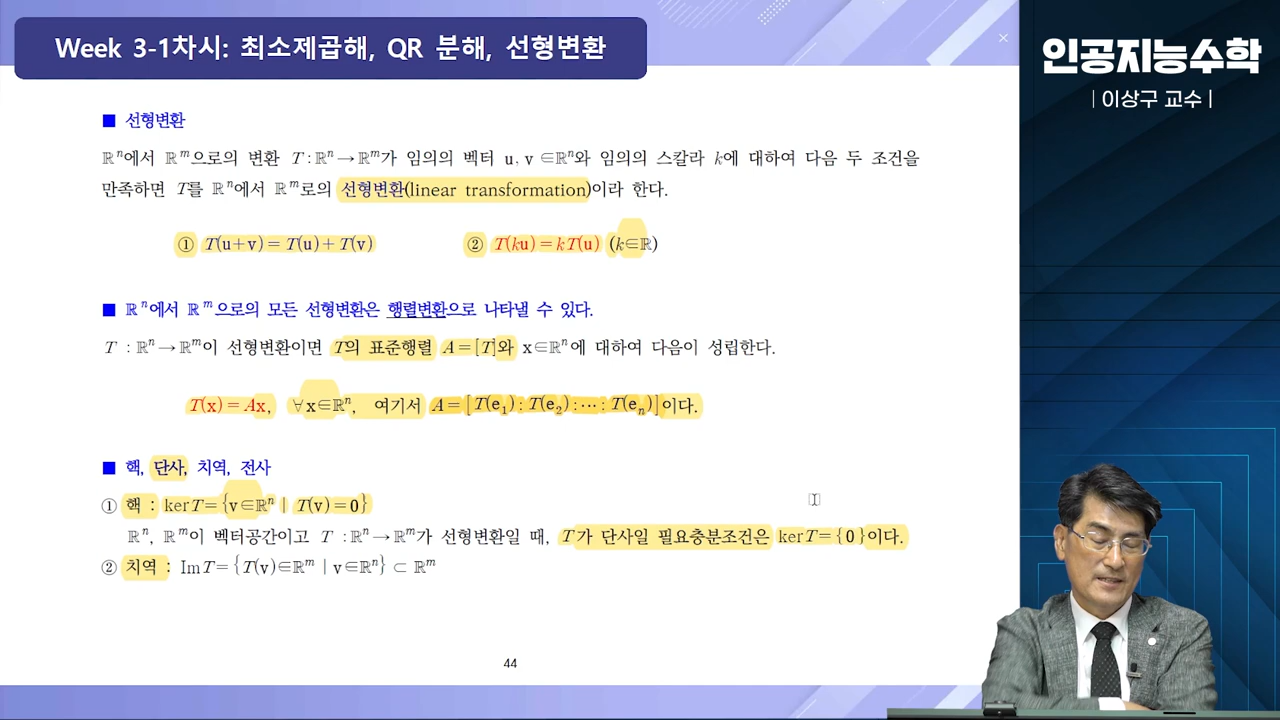 Week 3-1차시: 최소제곱해, QR 분해, 선형변환
인공지능수학
| 이상구 교수 |
■ 선형변환
ℝⁿ에서 ℝᵐ으로의 변환 T : ℝⁿ → ℝᵐ가 임의의 벡터 u, v ∈ ℝⁿ와 임의의 스칼라 k에 대하여 다음 두 조건을
만족하면 T를 ℝⁿ에서 ℝᵐ로의 선형변환(linear transformation)이라 한다.
① T(u+v) = T(u) + T(v) ② T(ku) = kT(u) (k∈ℝ)
■ ℝⁿ에서 ℝᵐ으로의 모든 선형변환은 행렬변환으로 나타낼 수 있다.
T : ℝⁿ → ℝᵐ이 선형변환이면 T의 표준행렬 A = [T]와 x∈ℝⁿ에 대하여 다음이 성립한다.
T(x) = Ax, ∀x∈ℝⁿ, 여기서 A = [T(e₁) : T(e₂) : ⋯ : T(eₙ)]이다.
■ 핵, 단사, 치역, 전사
① 핵 : ker T = {v∈ℝⁿ | T(v) = 0}
ℝⁿ, ℝᵐ이 벡터공간이고 T : ℝⁿ → ℝᵐ가 선형변환일 때, T가 단사일 필요충분조건은 ker T = {0}이다.
② 치역 : Im T = {T(v)∈ℝᵐ | v∈ℝⁿ} ⊂ ℝᵐ
44